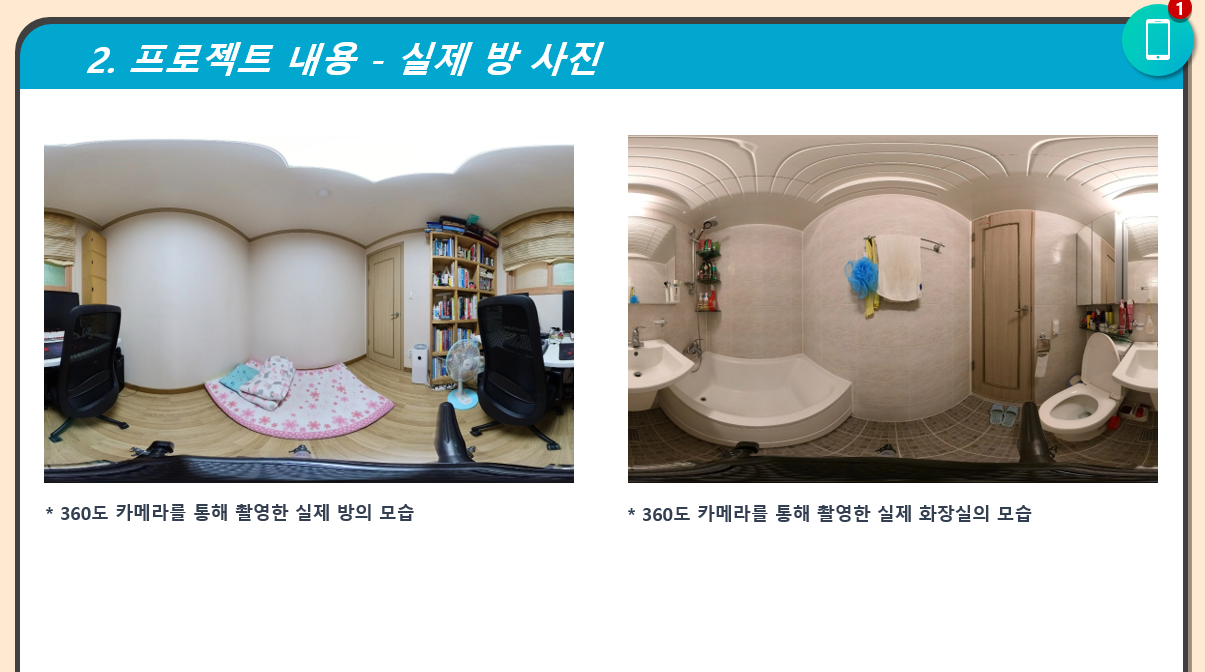 2. 프로젝트 내용 - 실제 방 사진
1
* 360도 카메라를 통해 촬영한 실제 방의 모습
* 360도 카메라를 통해 촬영한 실제 화장실의 모습